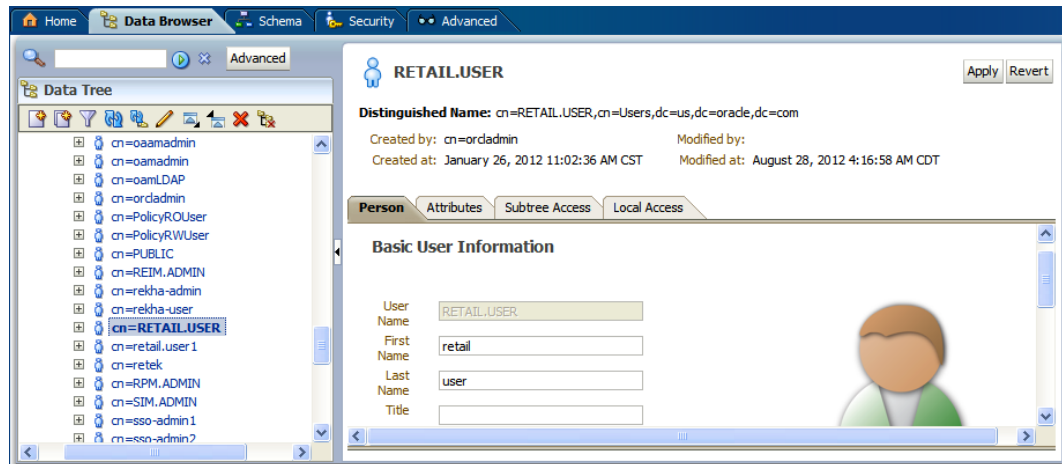 Home Data Browser Schema Security Advanced
Advanced
Data Tree
cn=oaamadmin
cn=oamadmin
cn=oamLDAP
cn=orcladmin
cn=PolicyROUser
cn=PolicyRWUser
cn=PUBLIC
cn=REIM.ADMIN
cn=rekha-admin
cn=rekha-user
cn=RETAIL.USER
cn=retail.user1
cn=retek
cn=RPM.ADMIN
cn=SIM.ADMIN
cn=sso-admin1
cn=sso-admin2
RETAIL.USER
Apply Revert
Distinguished Name: cn=RETAIL.USER,cn=Users,dc=us,dc=oracle,dc=com
Created by: cn=orcladmin Modified by:
Created at: January 26, 2012 11:02:36 AM CST Modified at: August 28, 2012 4:16:58 AM CDT
Person Attributes Subtree Access Local Access
Basic User Information
User Name RETAIL.USER
First Name retail
Last Name user
Title